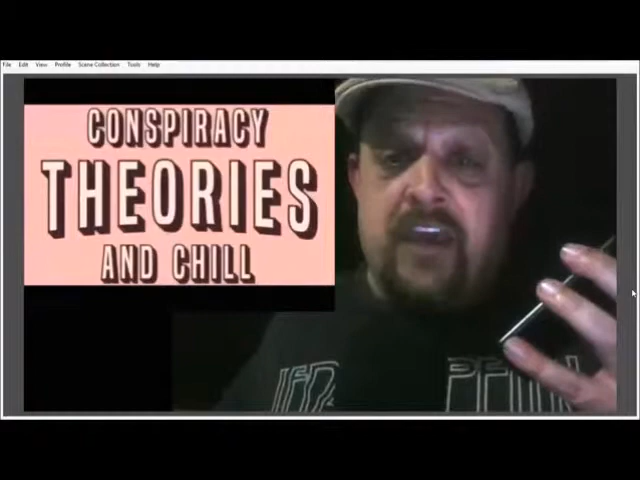 File Edit View Profile Scene Collection Tools Help
CONSPIRACY
THEORIES
AND CHILL